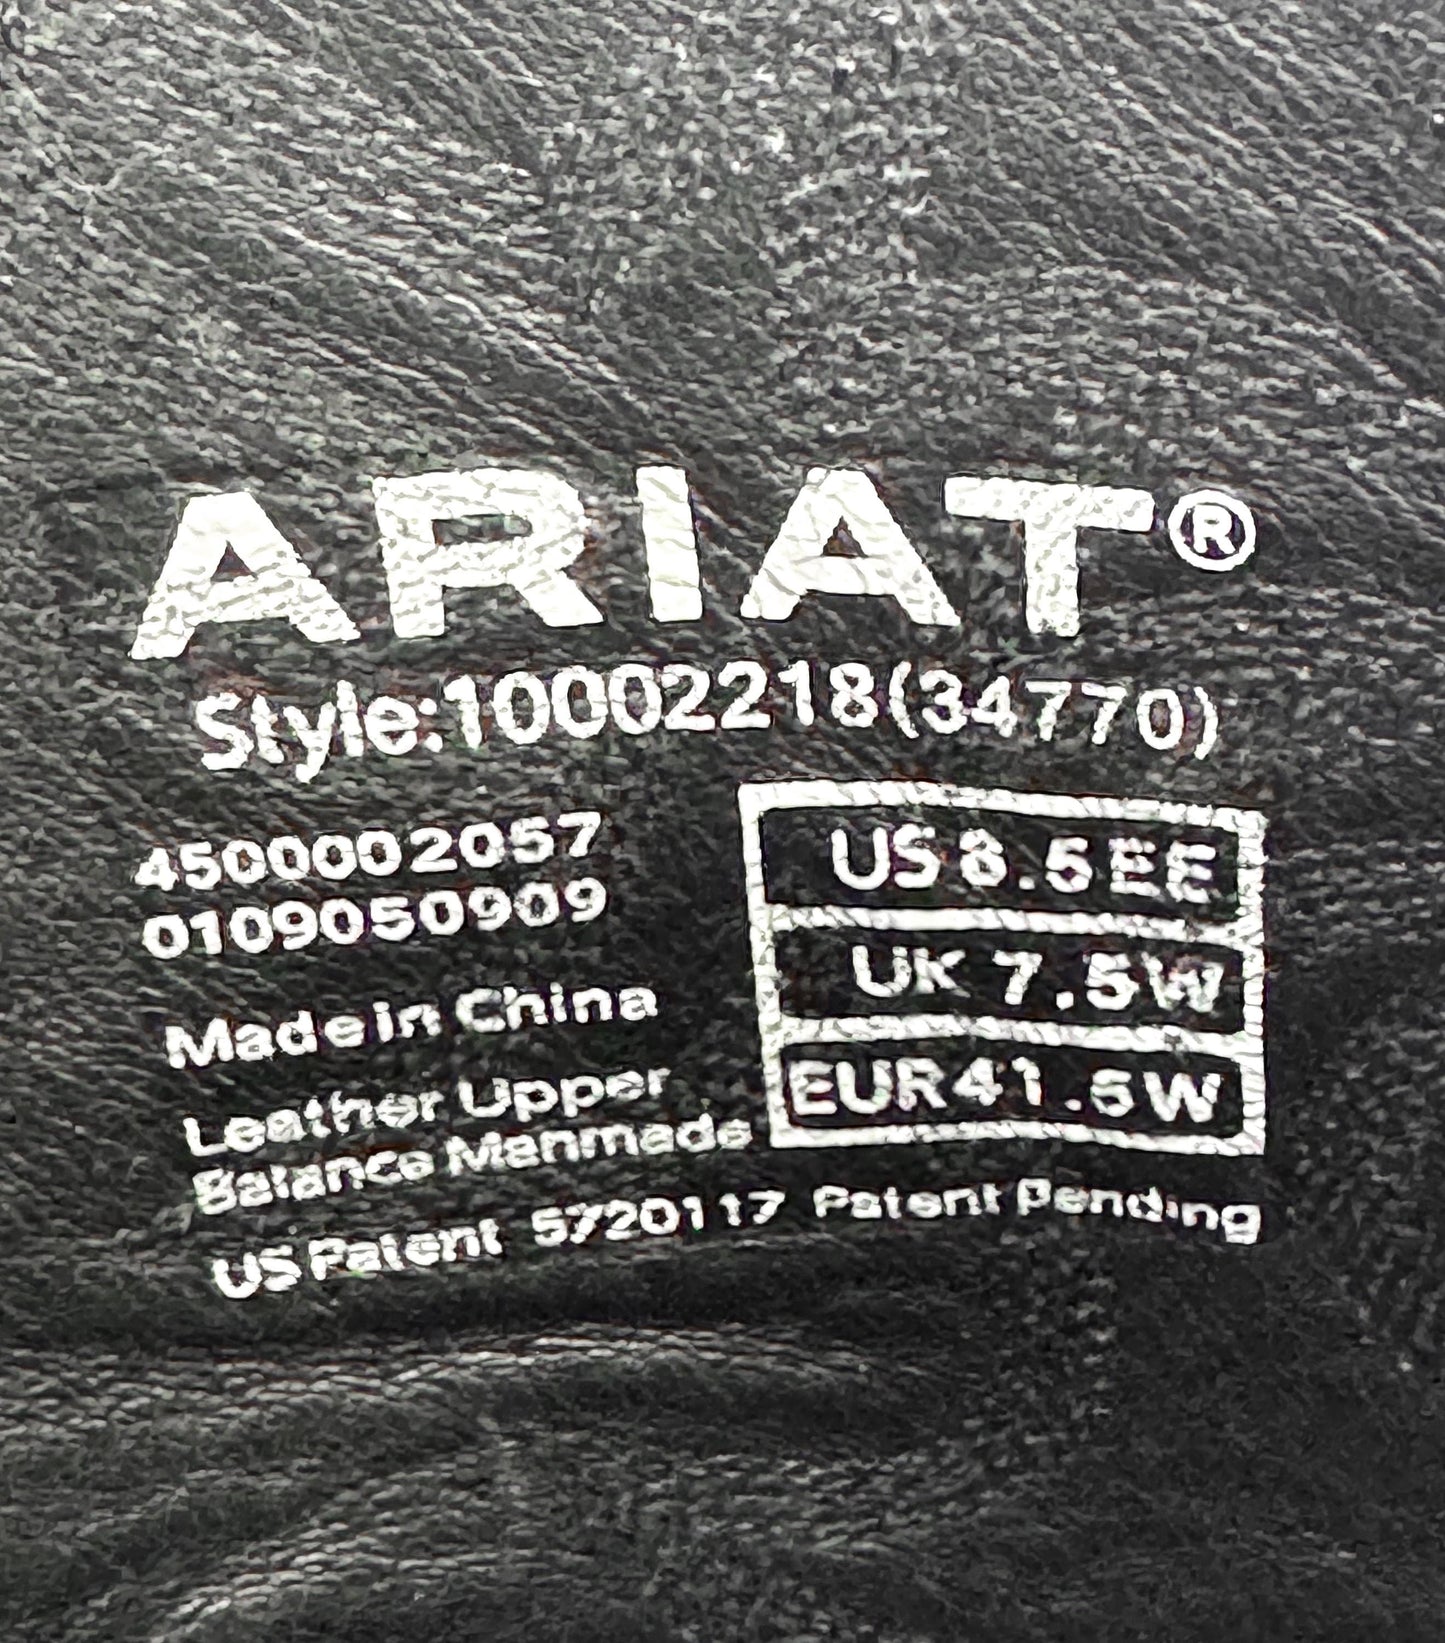 ARIAT®
Style:10002218(34770)
4500002057
0109050909
Made in China
Leather Upper
Balance Manmade
US Patent 5720117 Patent Pending
US 8.5EE
UK 7.5W
EUR41.5W